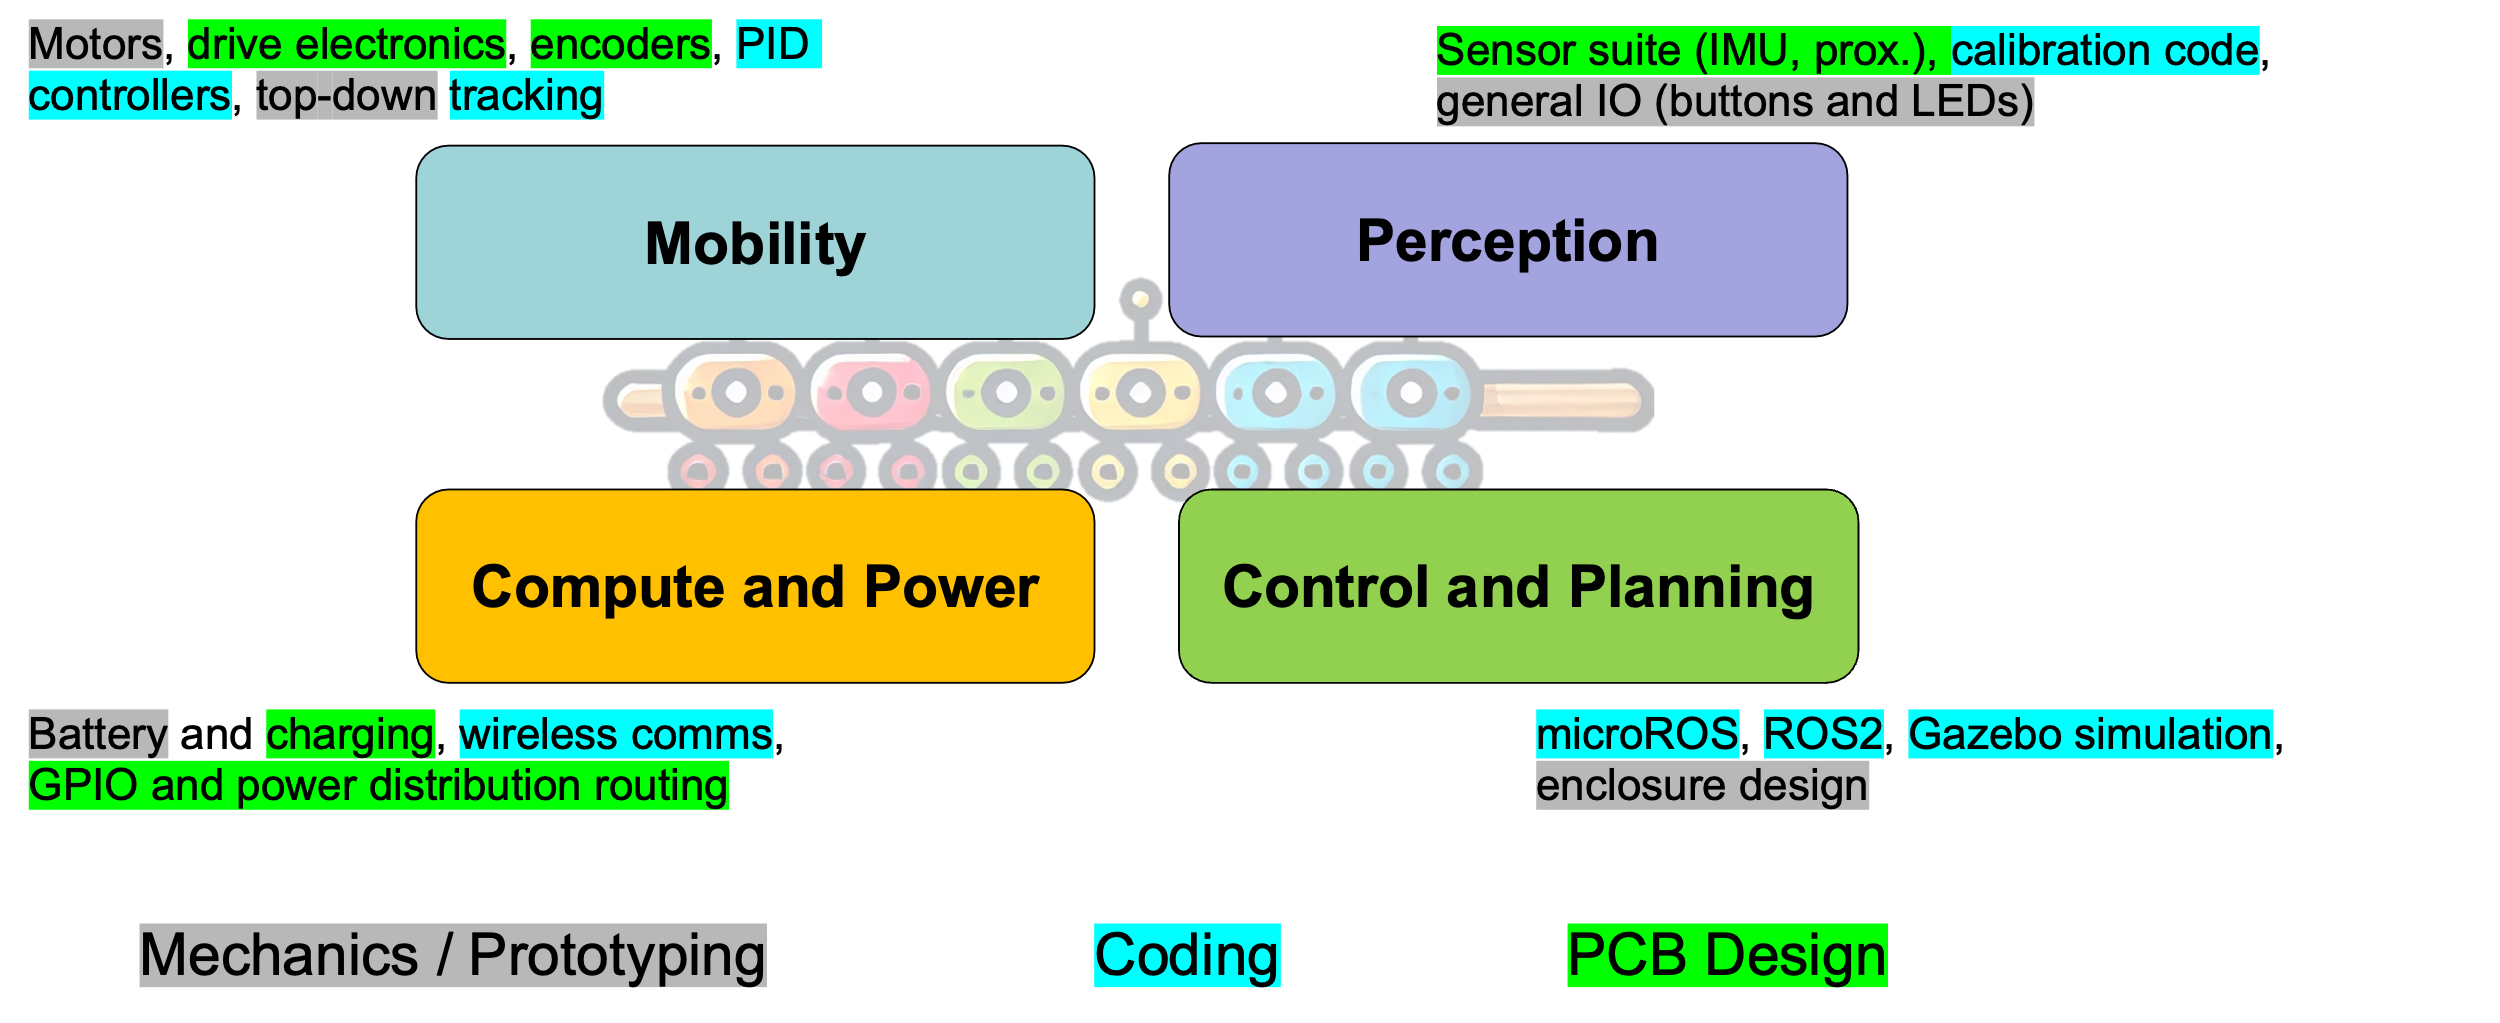 Motors, drive electronics, encoders, PID
controllers, top-down tracking
Sensor suite (IMU, prox.), calibration code,
general IO (buttons and LEDs)
Mobility
Perception
Compute and Power
Control and Planning
Battery and charging, wireless comms,
GPIO and power distribution routing
microROS, ROS2, Gazebo simulation,
enclosure design
Mechanics / Prototyping
Coding
PCB Design